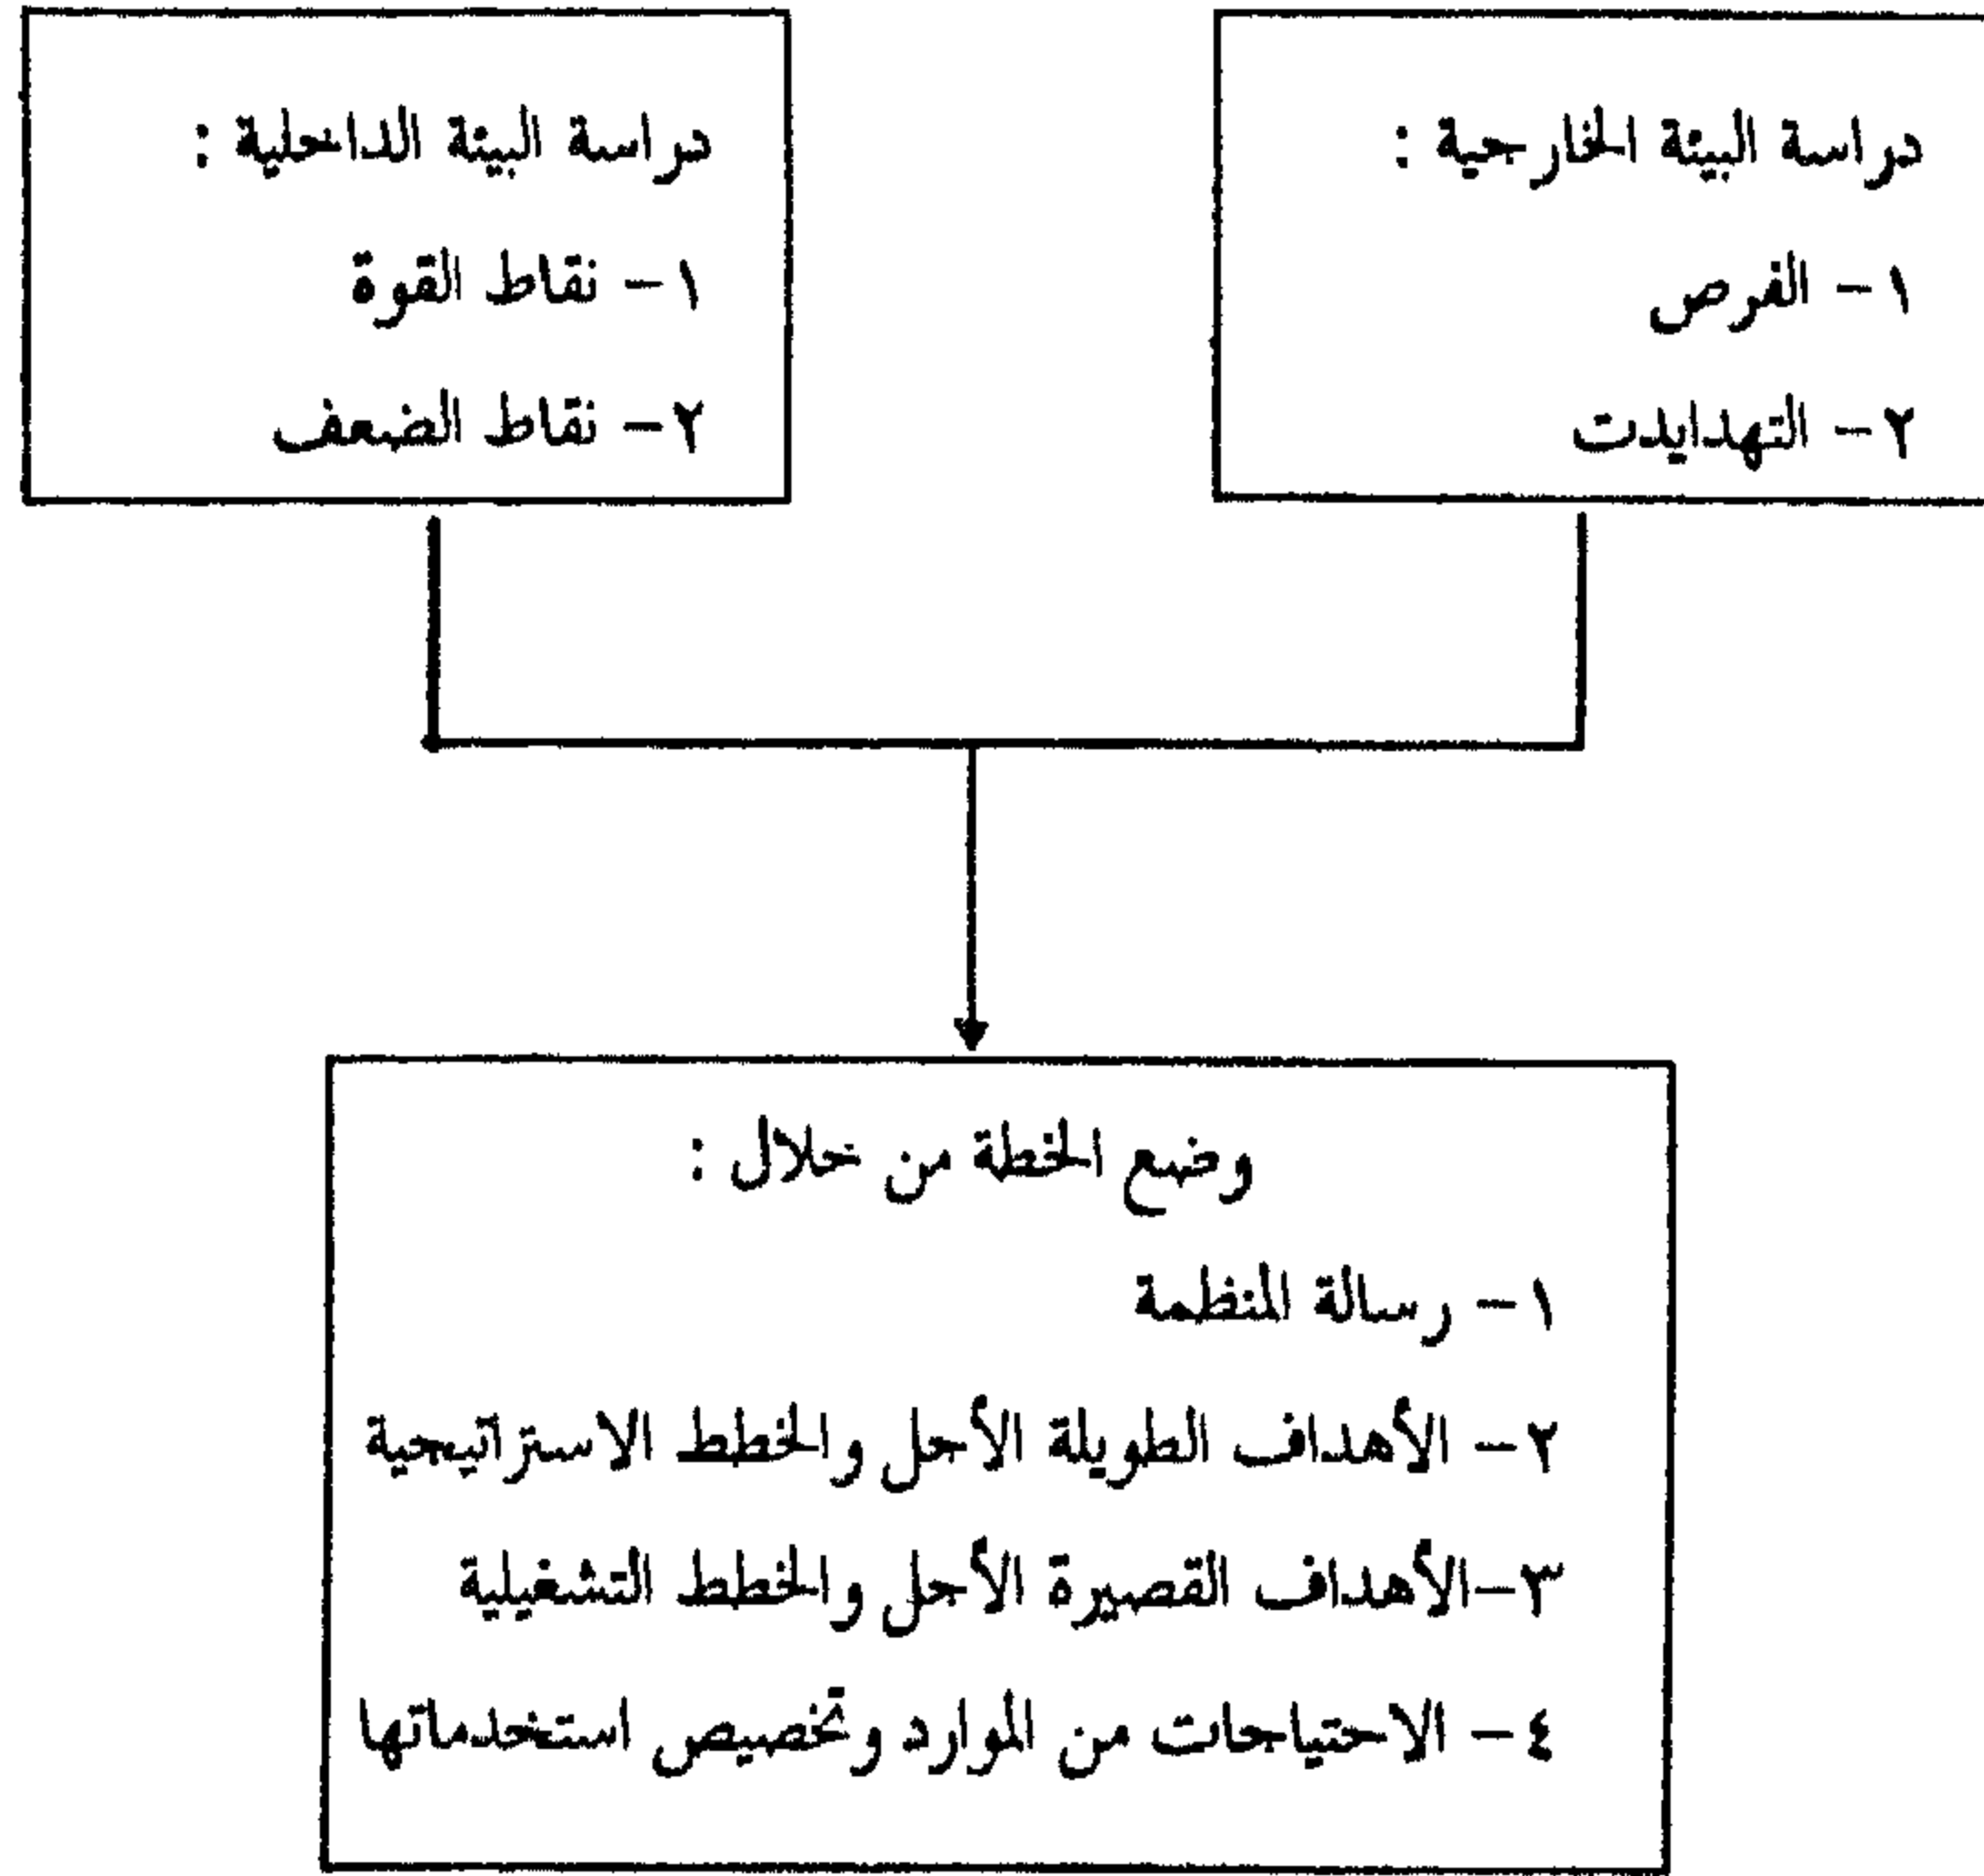 دراسة البيئة الخارجية :
١- الفرص
٢- التهدايدت
دراسة البيئة الداخلية :
١- نقاط القوة
٢- نقاط الضعف
وضع الخطة من خلال :
١- رسالة المنظمة
٢- الأهداف الطويلة الأجل والخطط الاستراتيجية
٣-الأهداف القصيرة الأجل والخطط التشغيلية
٤- الاحتياجات من الموارد وتخصيص استخدماتها